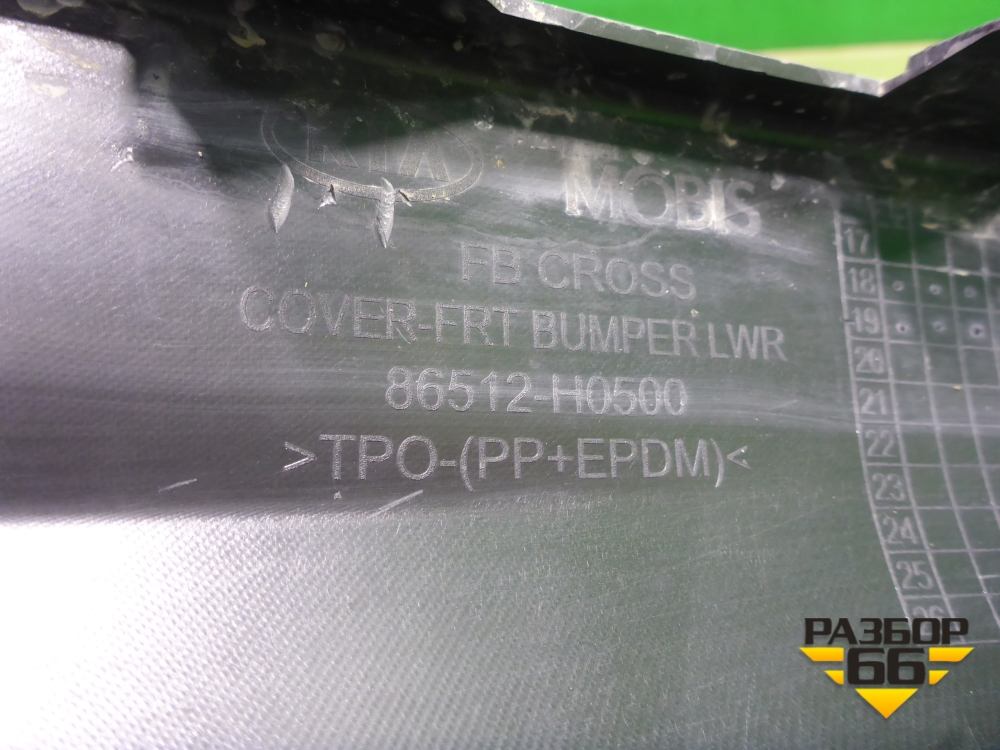 KIA
MOBIS
FB CROSS
COVER-FRT BUMPER LWR
86512-H0500
>TPO-(PP+EPDM)<
17
18
19
20
21
22
23
24
25
26
РАЗБОР
66